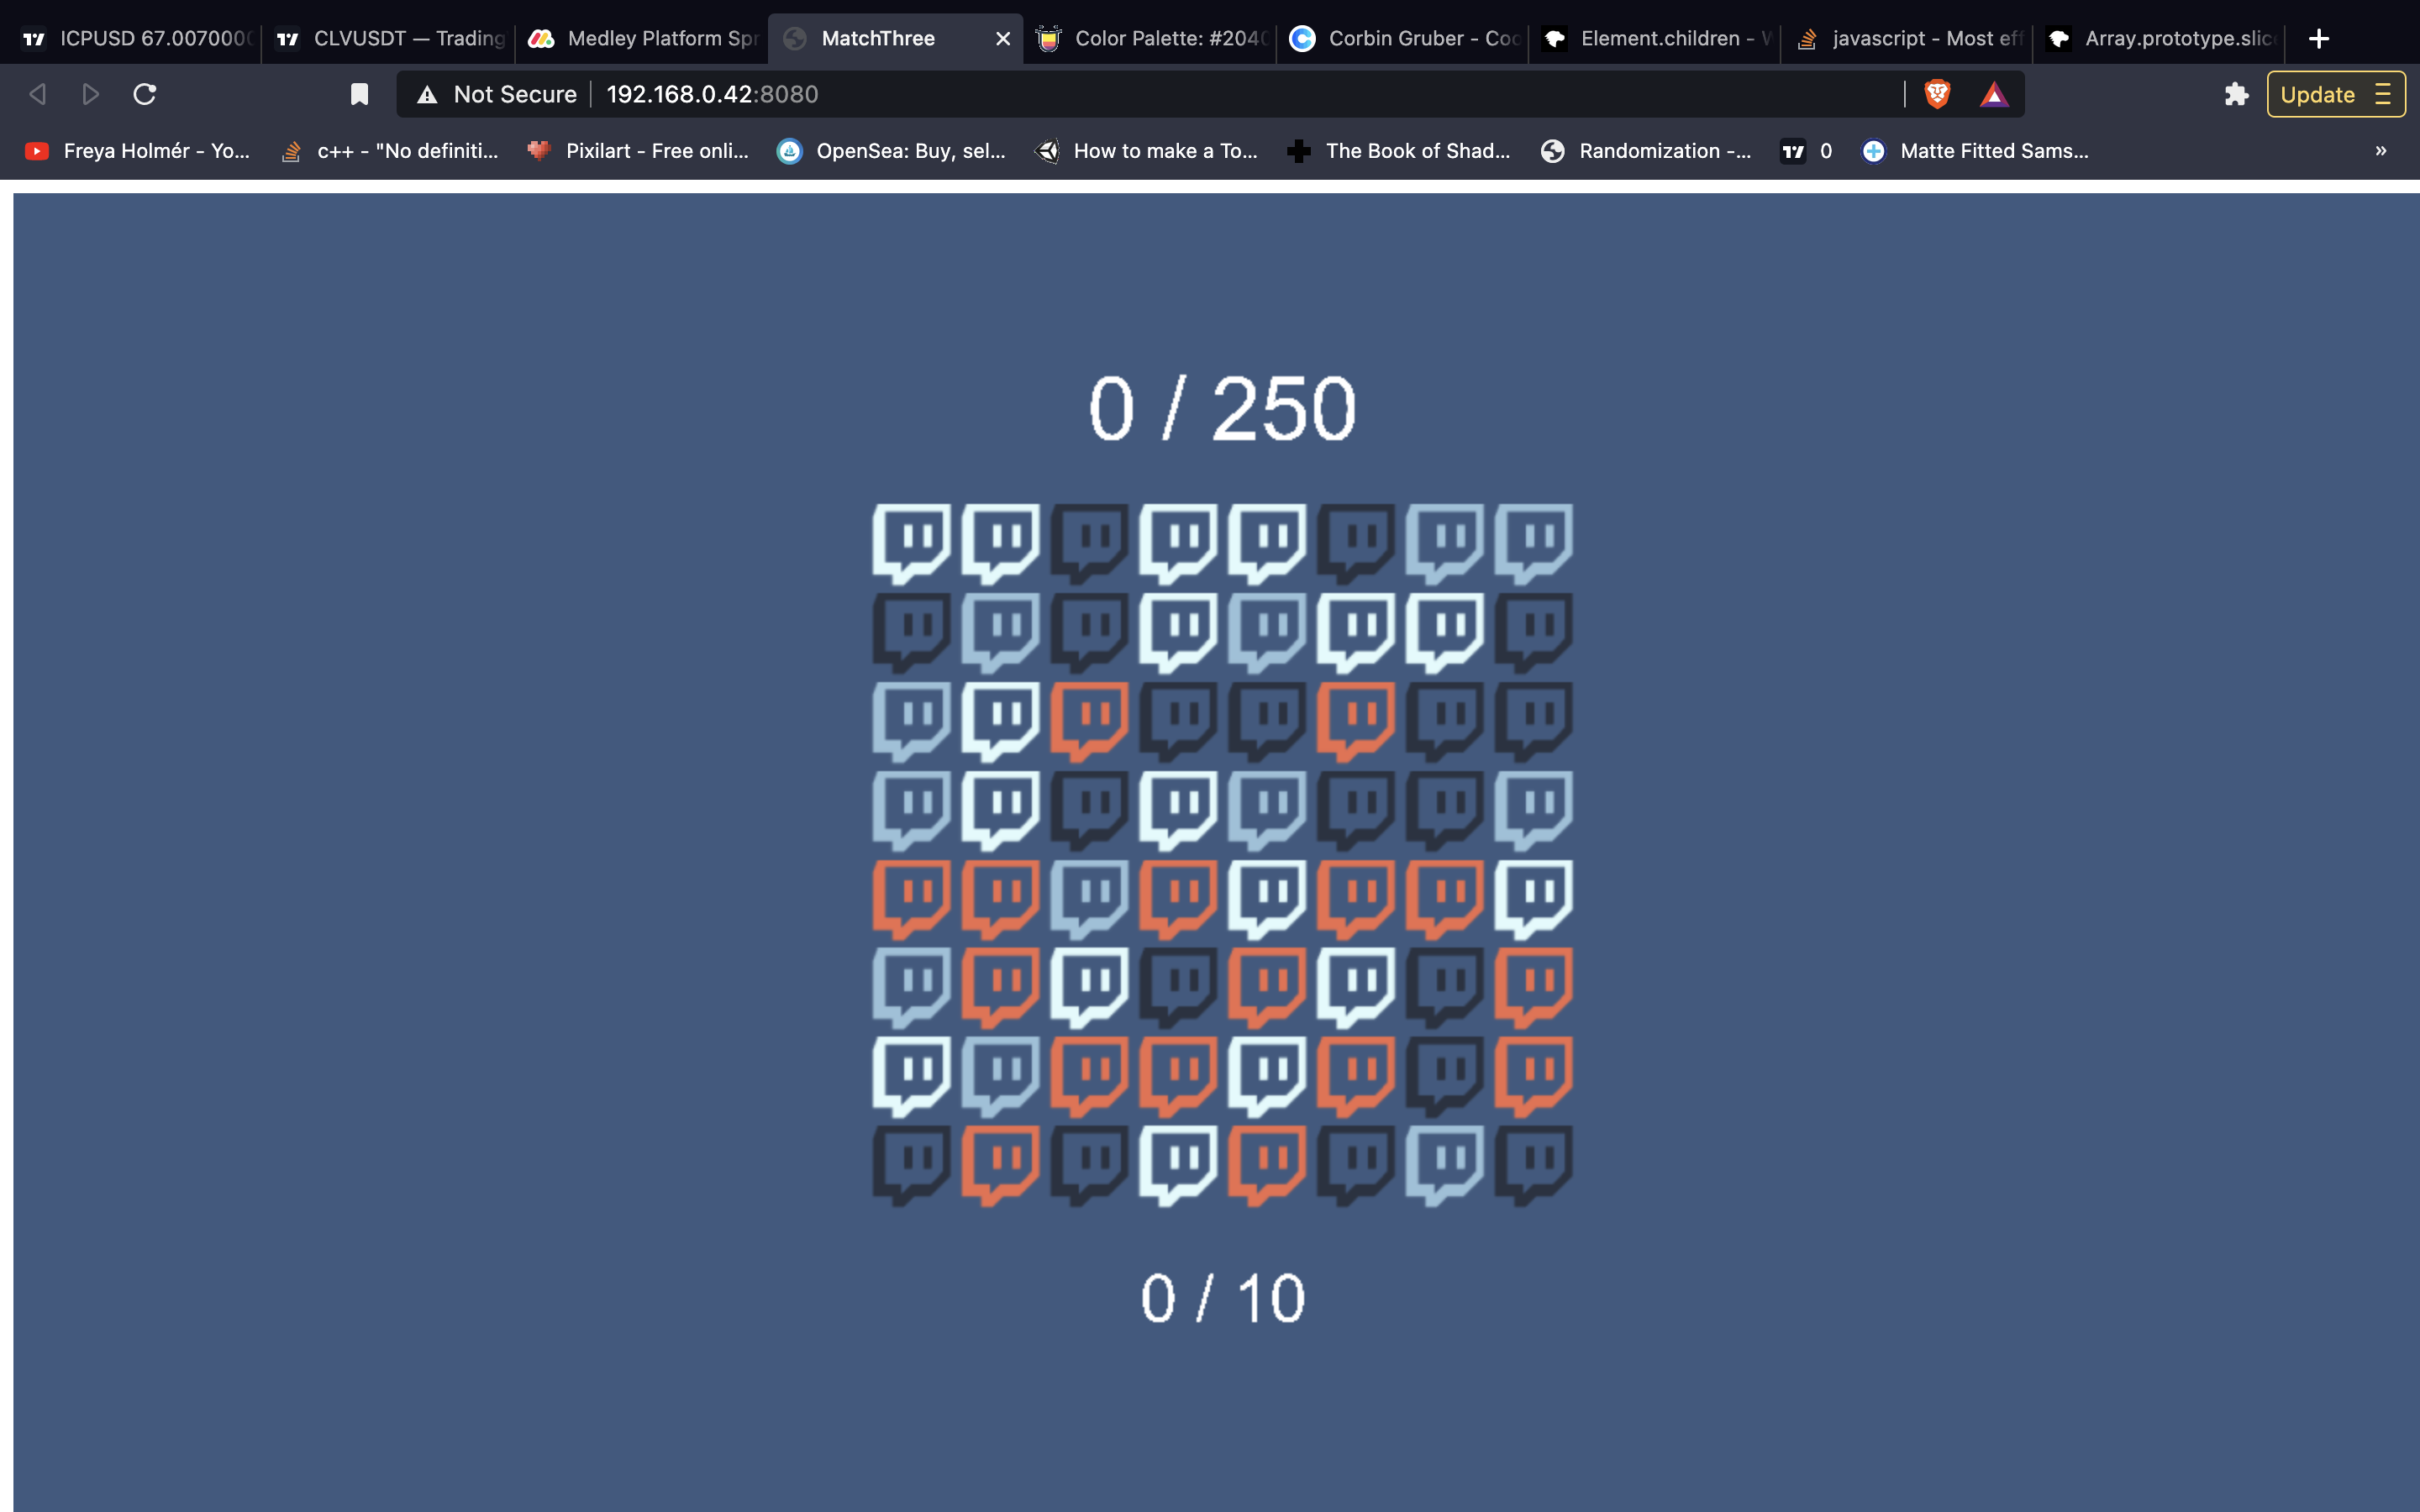 ICPUSD 67.007000
CLVUSDT — Trading
Medley Platform Spr
MatchThree
Color Palette: #204
Corbin Gruber - Coo
Element.children -
javascript - Most eff
Array.prototype.slic
Not Secure
192.168.0.42:8080
Update
Freya Holmér - Yo...
c++ - "No definiti...
Pixilart - Free onli...
OpenSea: Buy, sel...
How to make a To...
The Book of Shad...
Randomization -...
0
Matte Fitted Sams...
»
0 / 250
0 / 10